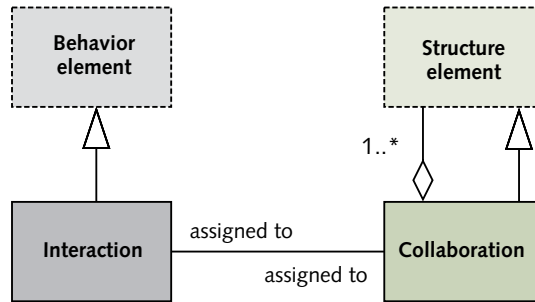 Behavior
element
Structure
element
1..*
Interaction
assigned to
assigned to
Collaboration